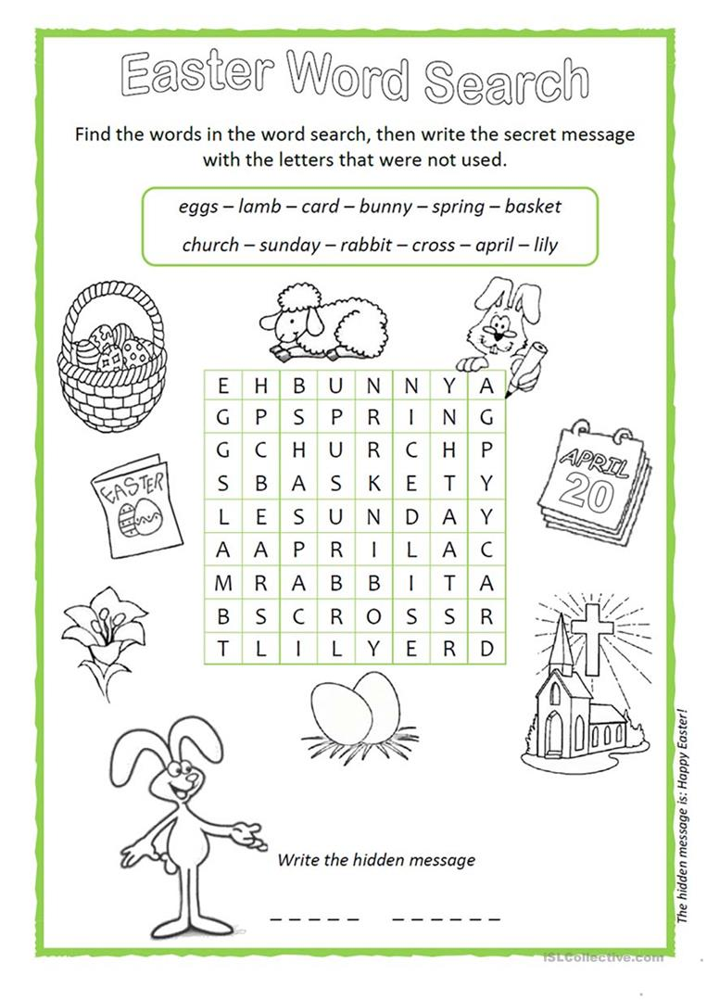 Easter Word Search
Find the words in the word search, then write the secret message
with the letters that were not used.
eggs – lamb – card – bunny – spring – basket
church – sunday – rabbit – cross – april – lily
E H B U N N Y A
G P S P R I N G
G C H U R C H P
S B A S K E T Y
L E S U N D A Y
A A P R I L A C
M R A B B I T A
B S C R O S S R
T L I L Y E R D
EASTER
APRIL
20
Write the hidden message
_ _ _ _ _ _ _ _ _ _ _
The hidden message is: Happy Easter!
iSLCollective.com